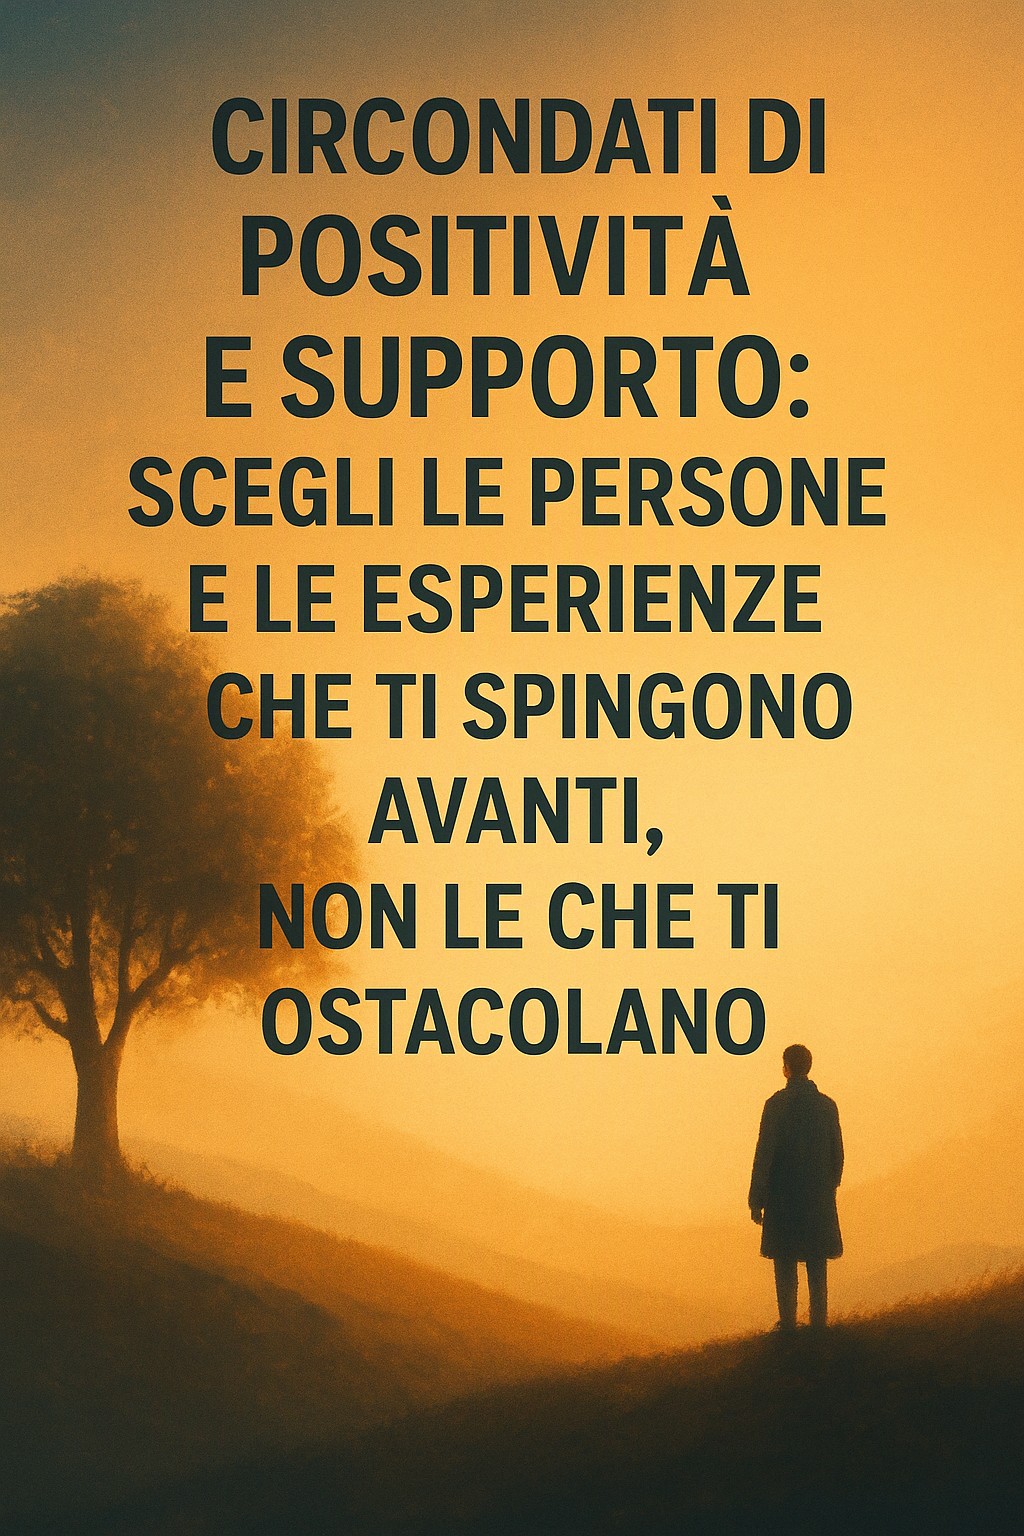 CIRCONDATI DI
POSITIVITÀ
E SUPPORTO:
SCEGLI LE PERSONE
E LE ESPERIENZE
CHE TI SPINGONO
AVANTI,
NON LE CHE TI
OSTACOLANO